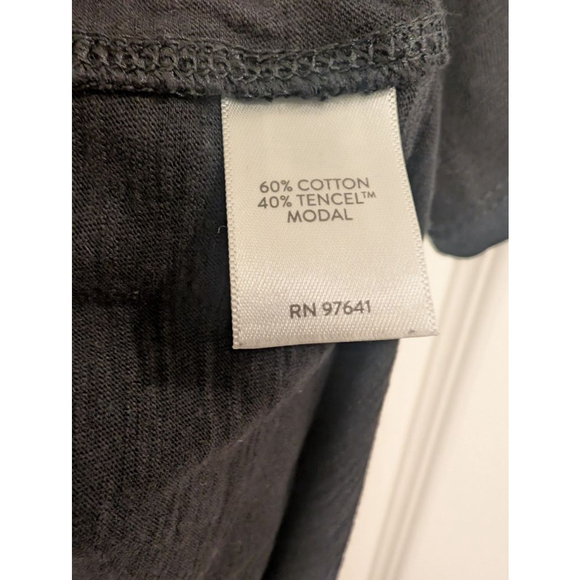 60% COTTON
40% TENCEL™
MODAL
RN 97641